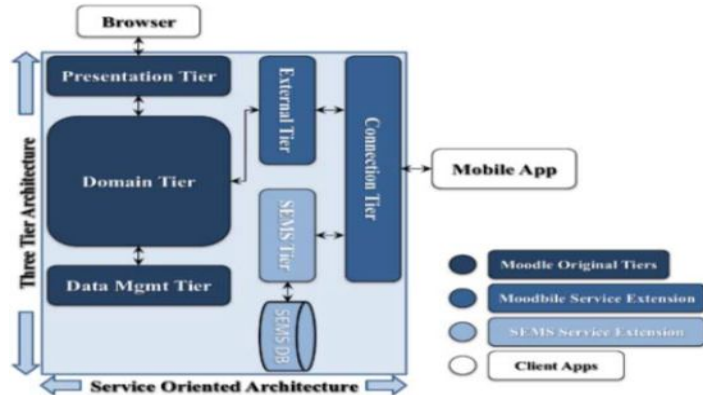 Browser
Presentation Tier
Domain Tier
Data Mgmt Tier
External Tier
SEMS Tier
SEMS DB
Connection Tier
Mobile App
Three Tier Architecture
Service Oriented Architecture
Moodle Original Tiers
Moodbile Service Extension
SEMS Service Extension
Client Apps